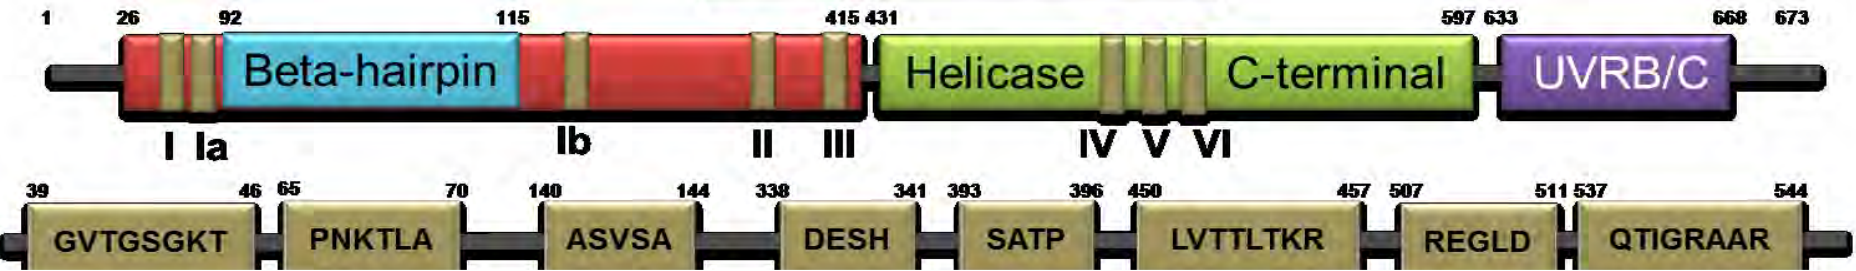 1 26 92 115 415 431 597 633 668 673
Beta-hairpin Helicase C-terminal UVRB/C
I Ia Ib II III IV V VI
39 46 65 70 140 144 338 341 393 396 450 457 507 511 537 544
GVTGSGKT PNKTLA ASVSA DESH SATP LVTTLTKR REGLD QTIGRAAR